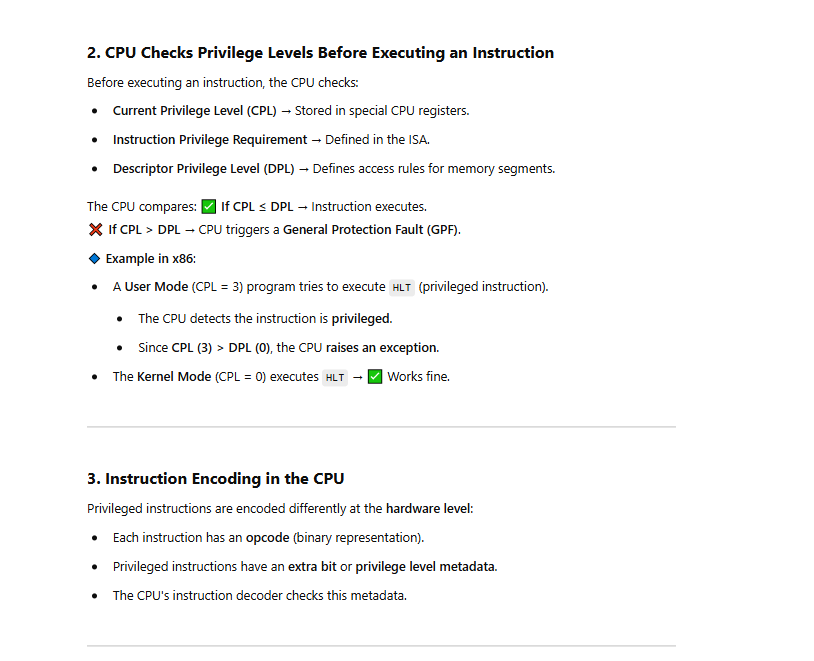 2. CPU Checks Privilege Levels Before Executing an Instruction
Before executing an instruction, the CPU checks:
• Current Privilege Level (CPL) → Stored in special CPU registers.
• Instruction Privilege Requirement → Defined in the ISA.
• Descriptor Privilege Level (DPL) → Defines access rules for memory segments.
The CPU compares: ✅ If CPL ≤ DPL → Instruction executes.
❌ If CPL > DPL → CPU triggers a General Protection Fault (GPF).
🔹 Example in x86:
• A User Mode (CPL = 3) program tries to execute HLT (privileged instruction).
• The CPU detects the instruction is privileged.
• Since CPL (3) > DPL (0), the CPU raises an exception.
• The Kernel Mode (CPL = 0) executes HLT → ✅ Works fine.
3. Instruction Encoding in the CPU
Privileged instructions are encoded differently at the hardware level:
• Each instruction has an opcode (binary representation).
• Privileged instructions have an extra bit or privilege level metadata.
• The CPU's instruction decoder checks this metadata.